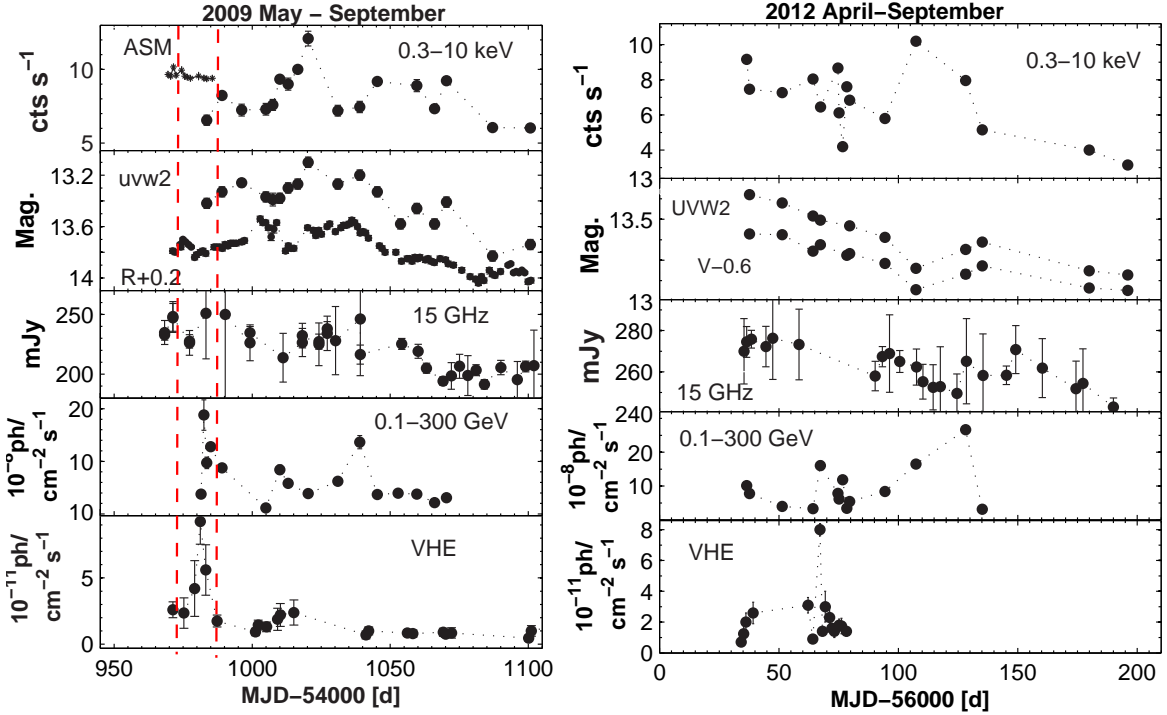 2009 May – September
ASM
0.3–10 keV
cts s⁻¹
10
5
uvw2
R+0.2
Mag.
13.2
13.6
14
15 GHz
mJy
250
200
0.1–300 GeV
10⁻⁸ph/
cm⁻² s⁻¹
20
10
VHE
10⁻¹¹ph/
cm⁻² s⁻¹
10
5
0
950 1000 1050 1100
MJD–54000 [d]
2012 April–September
0.3–10 keV
cts s⁻¹
10
8
6
4
UVW2
V–0.6
Mag.
13
13.5
13
15 GHz
mJy
280
260
240
0.1–300 GeV
10⁻⁸ph/
cm⁻² s⁻¹
20
10
VHE
10⁻¹¹ph/
cm⁻² s⁻¹
8
6
4
2
0
0 50 100 150 200
MJD–56000 [d]